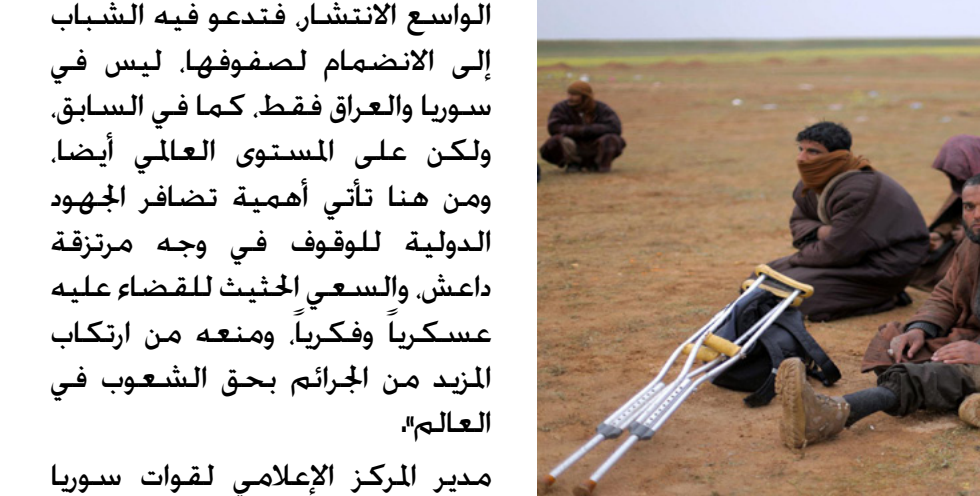 الواسع الانتشار، فتدعو فيه الشباب
إلى الانضمام لصفوفها، ليس في
سوريا والعراق فقط، كما في السابق،
ولكن على المستوى العالمي أيضا،
ومن هنا تأتي أهمية تضافر الجهود
الدولية للوقوف في وجه مرتزقة
داعش، والسعي الحثيث للقضاء عليه
عسكرياً وفكرياً، ومنعه من ارتكاب
المزيد من الجرائم بحق الشعوب في
العالم".
مدير المركز الإعلامي لقوات سوريا